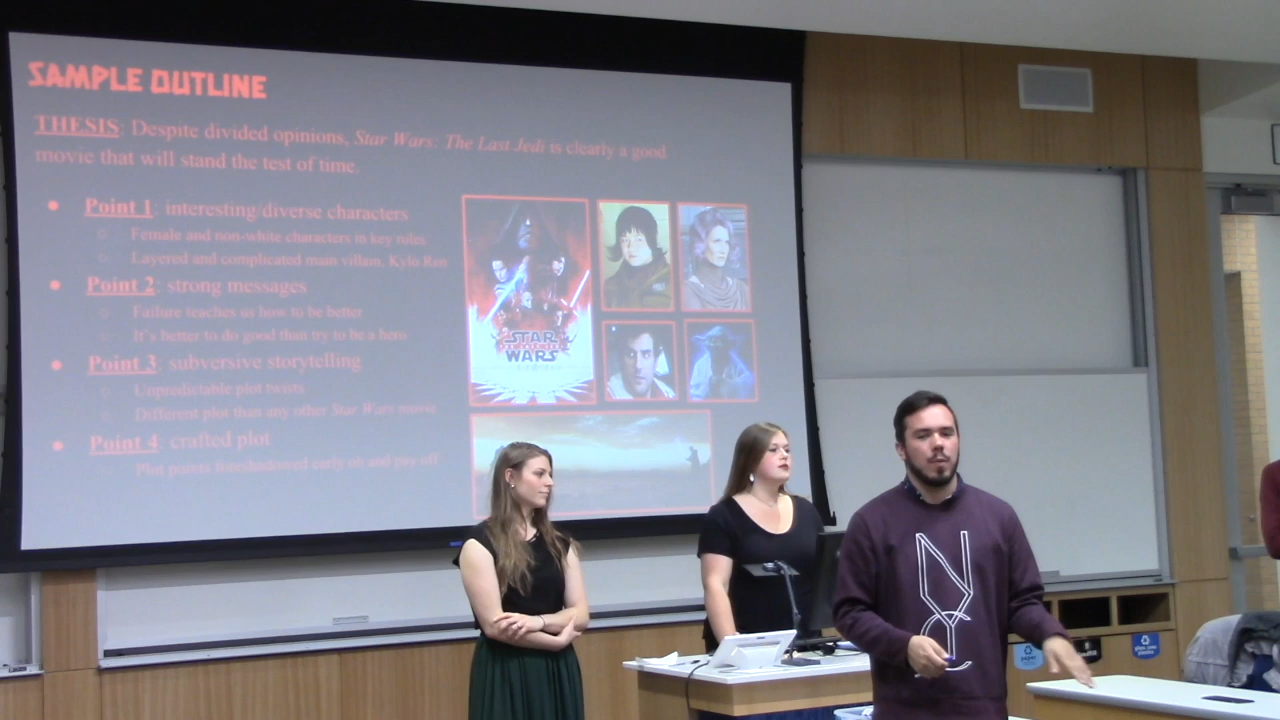 SAMPLE OUTLINE
THESIS: Despite divided opinions, Star Wars: The Last Jedi is clearly a good
movie that will stand the test of time.
Point 1: interesting/diverse characters
Female and non-white characters in key roles
Layered and complicated main villain, Kylo Ren
Point 2: strong messages
Failure teaches us how to be better
It's better to do good than try to be a hero
Point 3: subversive storytelling
Unpredictable plot twists
Different plot than any other Star Wars movie
Point 4: crafted plot
Plot points foreshadowed early on and pay off
STAR
WARS
NYC
paper